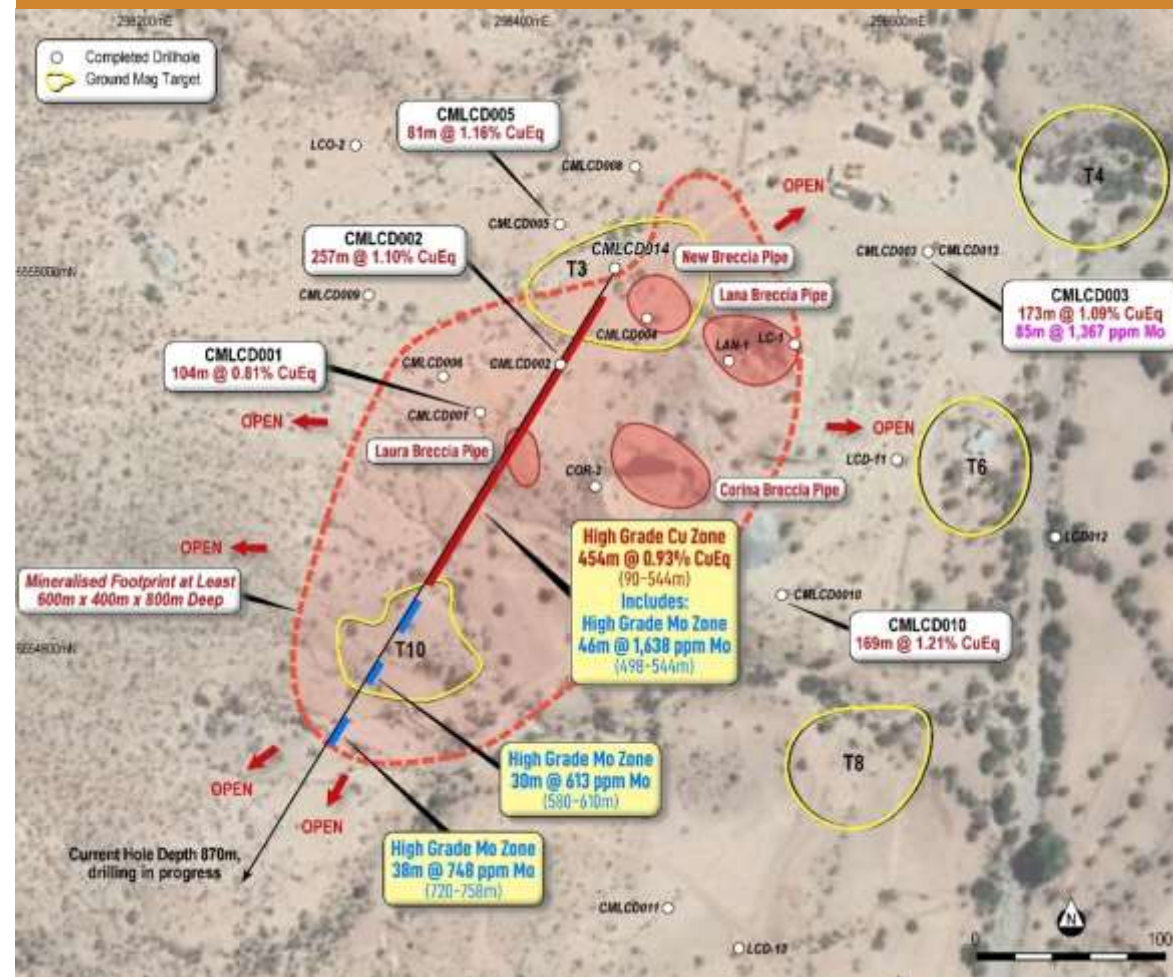 298200mE
298400mE
298600mE
Completed Drillhole
Ground Mag Target
CMLCD005
81m @ 1.16% CuEq
LCO-2
CMLCD008
T4
OPEN
CMLCD005
CMLCD002
257m @ 1.10% CuEq
CMLCD014
T3
New Breccia Pipe
CMLCD003
CMLCD013
CMLCD009
Lana Breccia Pipe
CMLCD003
173m @ 1.09% CuEq
85m @ 1,367 ppm Mo
CMLCD004
LAN-1
LC-1
CMLCD001
104m @ 0.81% CuEq
CMLCD006
CMLCD002
CMLCD001
OPEN
OPEN
Laura Breccia Pipe
LCD-11
T6
COR-3
Corina Breccia Pipe
High Grade Cu Zone
454m @ 0.93% CuEq
(90-544m)
Includes:
High Grade Mo Zone
46m @ 1,638 ppm Mo
(498-544m)
LCD012
OPEN
Mineralised Footprint at Least
600m x 400m x 800m Deep
CMLCD0010
CMLCD010
169m @ 1.21% CuEq
T10
High Grade Mo Zone
30m @ 613 ppm Mo
(580-610m)
T8
OPEN
OPEN
High Grade Mo Zone
38m @ 748 ppm Mo
(720-758m)
Current Hole Depth 870m,
drilling in progress
CMLCD011
LCD-10
N
0
100